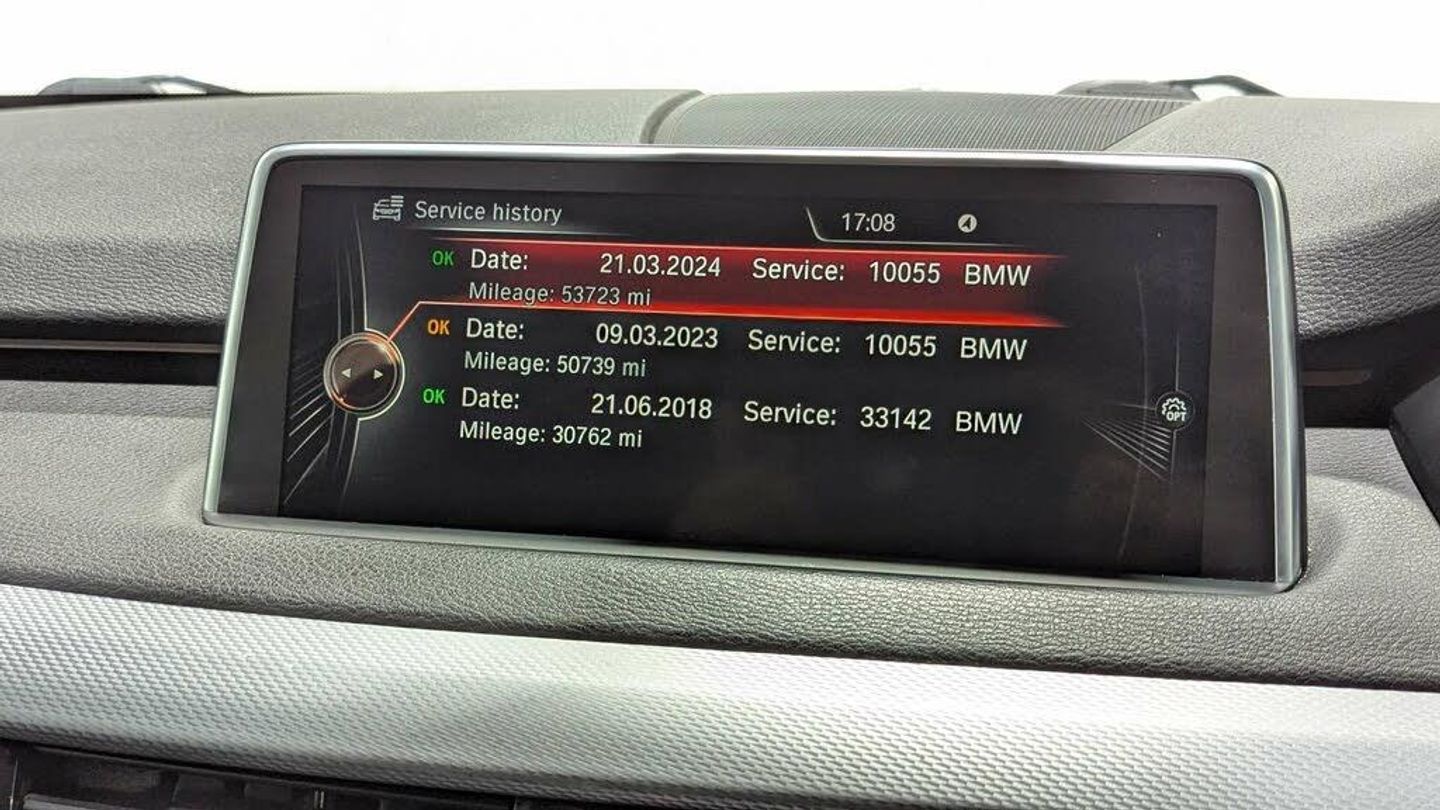 Service history 17:08
OK Date: 21.03.2024 Service: 10055 BMW
Mileage: 53723 mi
OK Date: 09.03.2023 Service: 10055 BMW
Mileage: 50739 mi
OK Date: 21.06.2018 Service: 33142 BMW
Mileage: 30762 mi
OPT